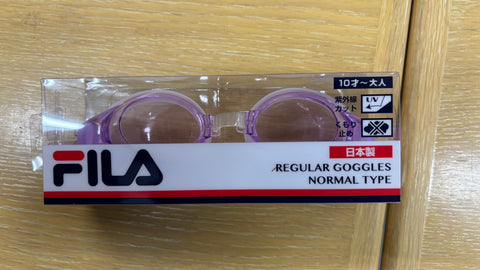 10才～大人
紫外線
カット
UV
くもり
止め
日本製
FILA
REGULAR GOGGLES
NORMAL TYPE